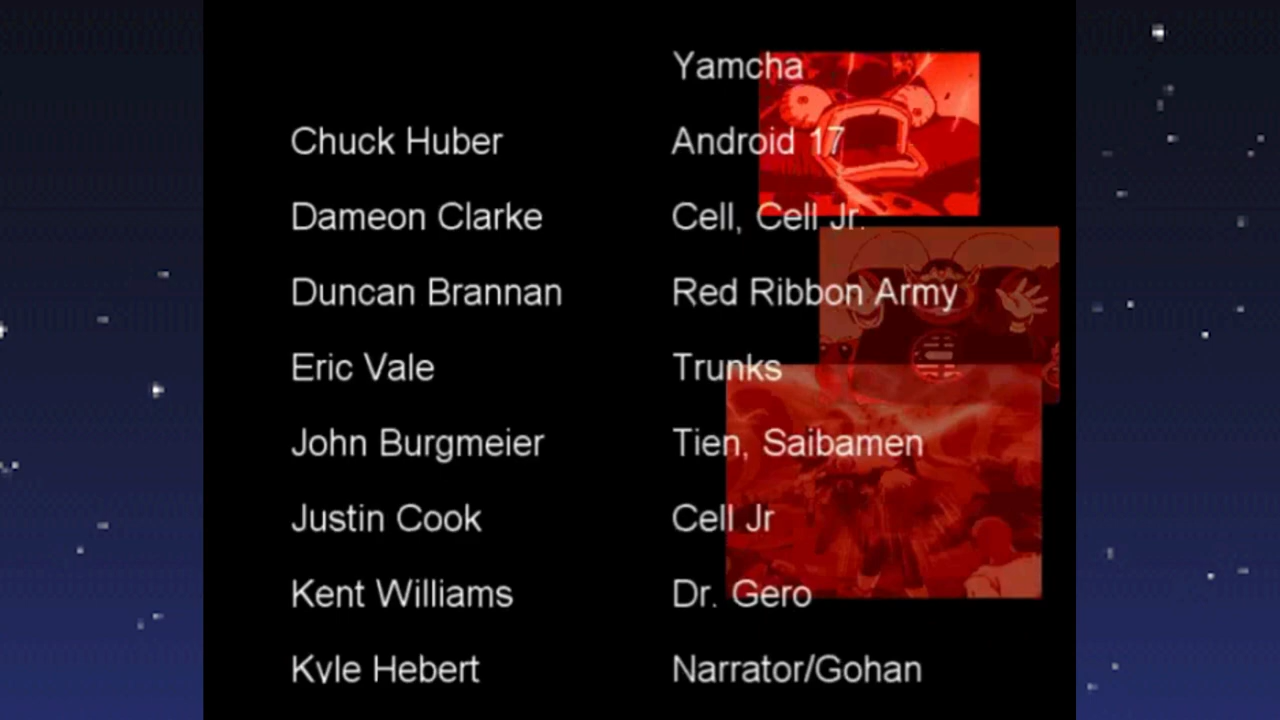 Yamcha
Chuck Huber Android 17
Dameon Clarke Cell, Cell Jr.
Duncan Brannan Red Ribbon Army
Eric Vale Trunks
John Burgmeier Tien, Saibamen
Justin Cook Cell Jr
Kent Williams Dr. Gero
Kyle Hebert Narrator/Gohan